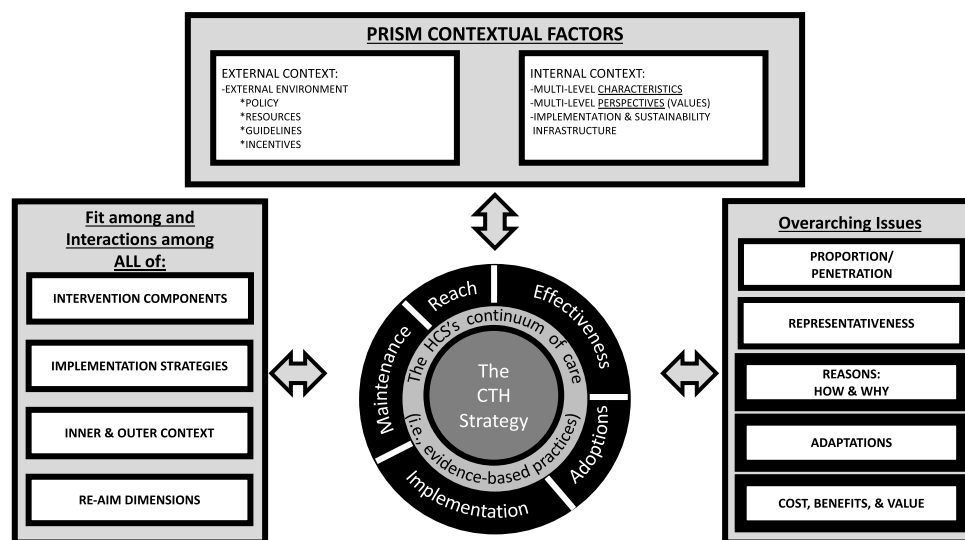 PRISM CONTEXTUAL FACTORS
EXTERNAL CONTEXT:
-EXTERNAL ENVIRONMENT
*POLICY
*RESOURCES
*GUIDELINES
*INCENTIVES
INTERNAL CONTEXT:
-MULTI-LEVEL CHARACTERISTICS
-MULTI-LEVEL PERSPECTIVES (VALUES)
-IMPLEMENTATION & SUSTAINABILITY
INFRASTRUCTURE
Fit among and
Interactions among
ALL of:
INTERVENTION COMPONENTS
IMPLEMENTATION STRATEGIES
INNER & OUTER CONTEXT
RE-AIM DIMENSIONS
Reach
Effectiveness
Adoptions
Implementation
Maintenance
The HCS's continuum of care
(i.e., evidence-based practices)
The
CTH
Strategy
Overarching Issues
PROPORTION/
PENETRATION
REPRESENTATIVENESS
REASONS:
HOW & WHY
ADAPTATIONS
COST, BENEFITS, & VALUE